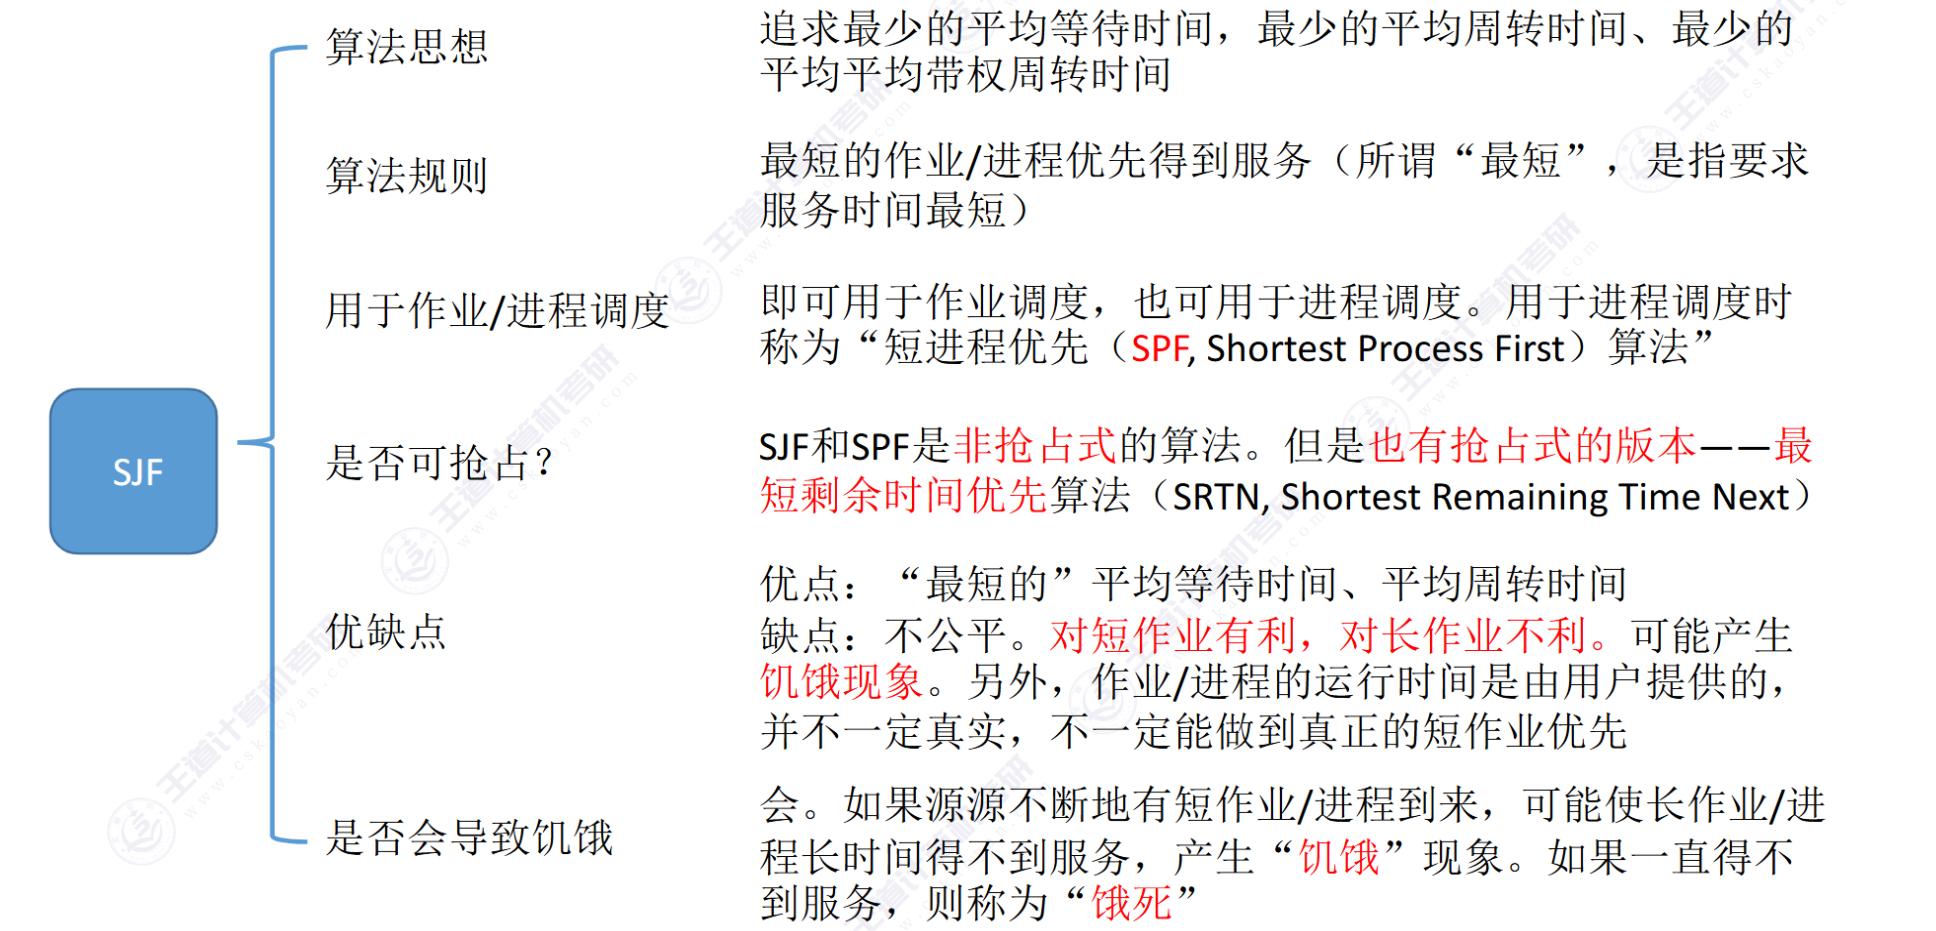 算法思想
追求最少的平均等待时间，最少的平均周转时间、最少的
平均平均带权周转时间
算法规则
最短的作业/进程优先得到服务（所谓“最短”，是指要求
服务时间最短）
用于作业/进程调度
即可用于作业调度，也可用于进程调度。用于进程调度时
称为“短进程优先（SPF, Shortest Process First）算法”
SJF
是否可抢占？
SJF和SPF是非抢占式的算法。但是也有抢占式的版本——最
短剩余时间优先算法（SRTN, Shortest Remaining Time Next）
优缺点
优点：“最短的”平均等待时间、平均周转时间
缺点：不公平。对短作业有利，对长作业不利。可能产生
饥饿现象。另外，作业/进程的运行时间是由用户提供的，
并不一定真实，不一定能做到真正的短作业优先
是否会导致饥饿
会。如果源源不断地有短作业/进程到来，可能使长作业/进
程长时间得不到服务，产生“饥饿”现象。如果一直得不
到服务，则称为“饿死”
王道计算机考研
www.cskaoyan.com